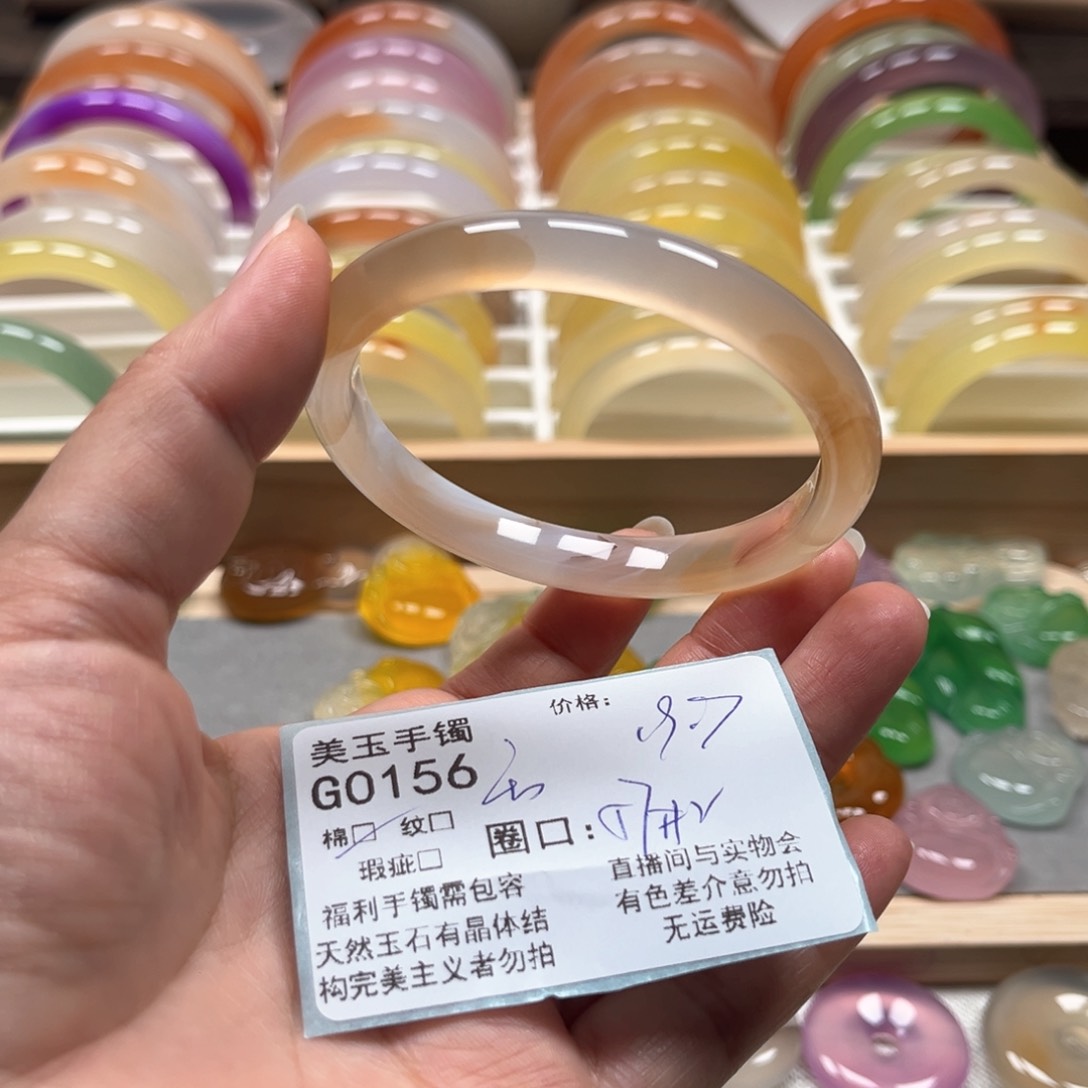 价格:
美玉手镯
G0156
棉□ 纹□
圈口:
瑕疵□
福利手镯需包容
天然玉石有晶体结
构完美主义者勿拍
直播间与实物会
有色差介意勿拍
无运费险